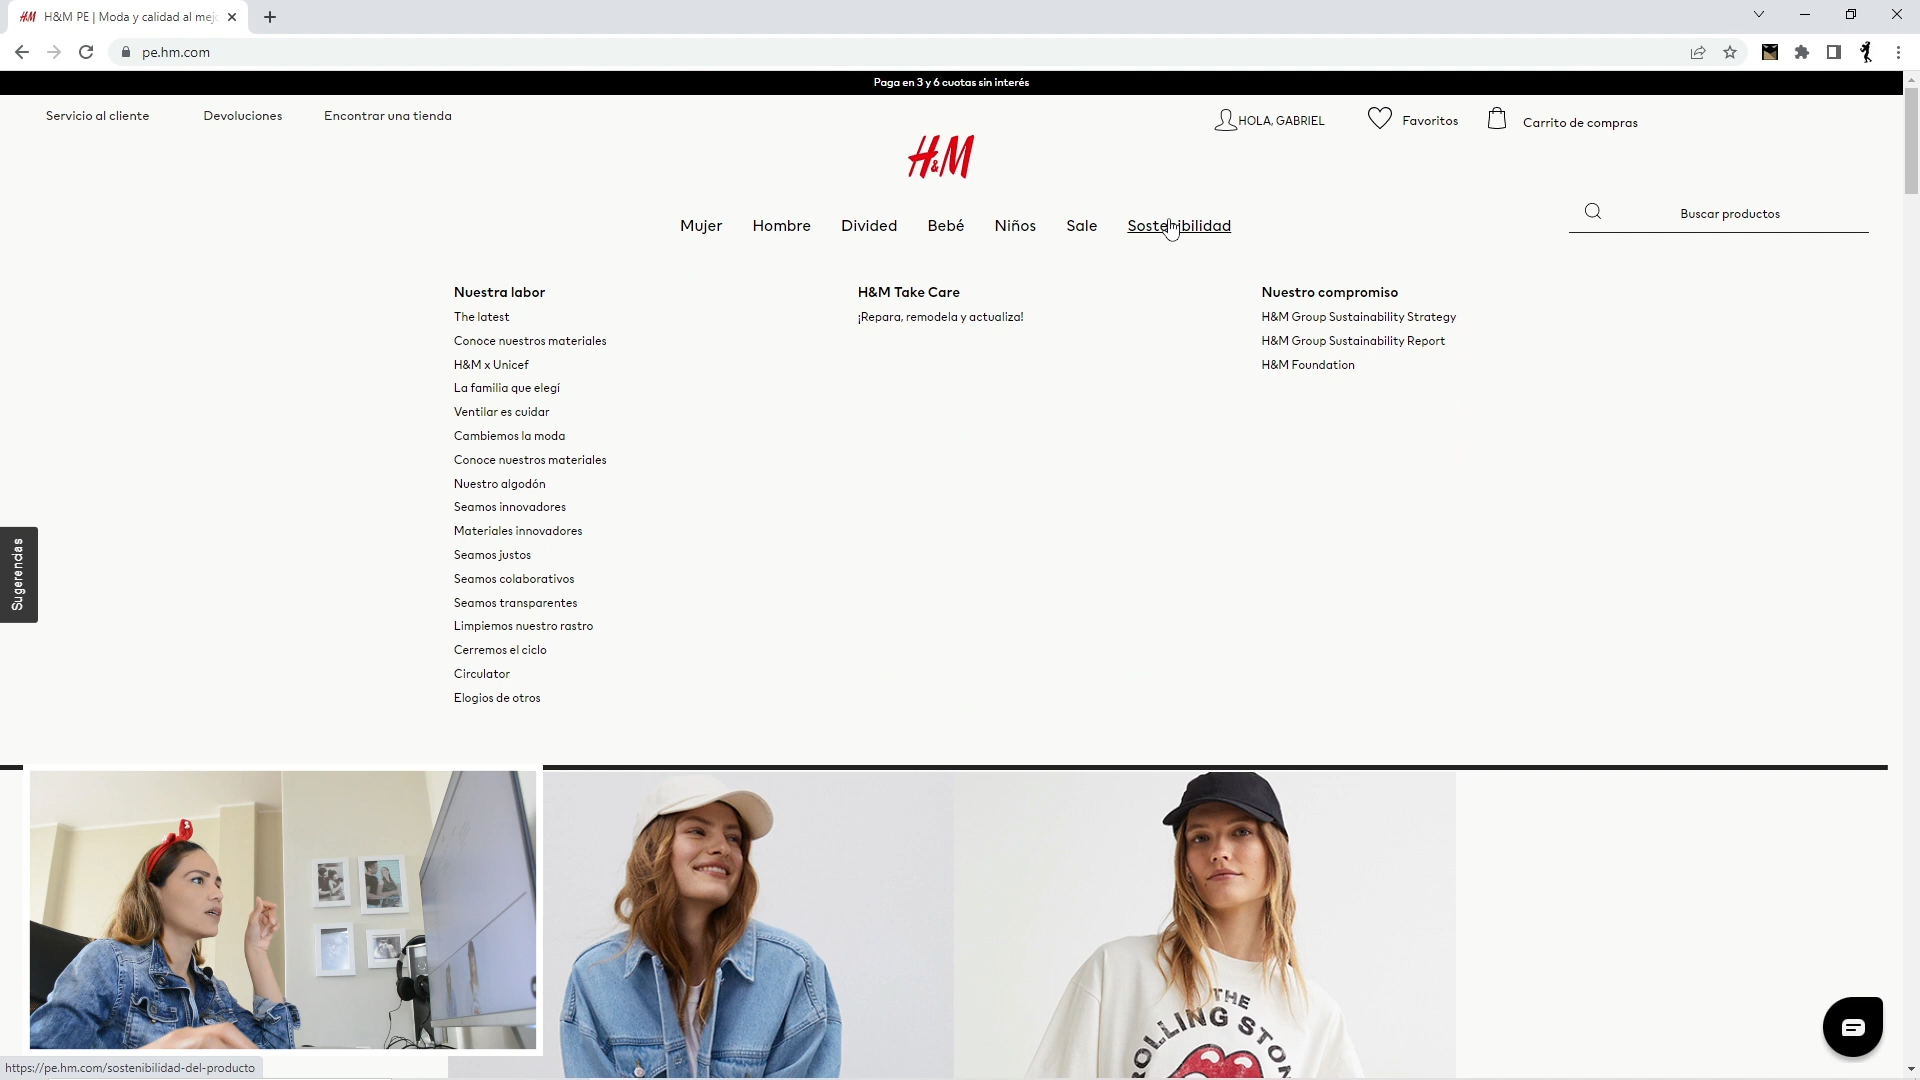 H&M PE | Moda y calidad al mej
pe.hm.com
Paga en 3 y 6 cuotas sin interés
Servicio al cliente
Devoluciones
Encontrar una tienda
HOLA, GABRIEL
Favoritos
Carrito de compras
H&M
Mujer
Hombre
Divided
Bebé
Niños
Sale
Sostenibilidad
Buscar productos
Nuestra labor
The latest
Conoce nuestros materiales
H&M x Unicef
La familia que elegí
Ventilar es cuidar
Cambiemos la moda
Conoce nuestros materiales
Nuestro algodón
Seamos innovadores
Materiales innovadores
Seamos justos
Seamos colaborativos
Seamos transparentes
Limpiemos nuestro rastro
Cerremos el ciclo
Circulator
Elogios de otros
H&M Take Care
¡Repara, remodela y actualiza!
Nuestro compromiso
H&M Group Sustainability Strategy
H&M Group Sustainability Report
H&M Foundation
Sugerencias
THE
ROLLING STO
https://pe.hm.com/sostenibilidad-del-producto